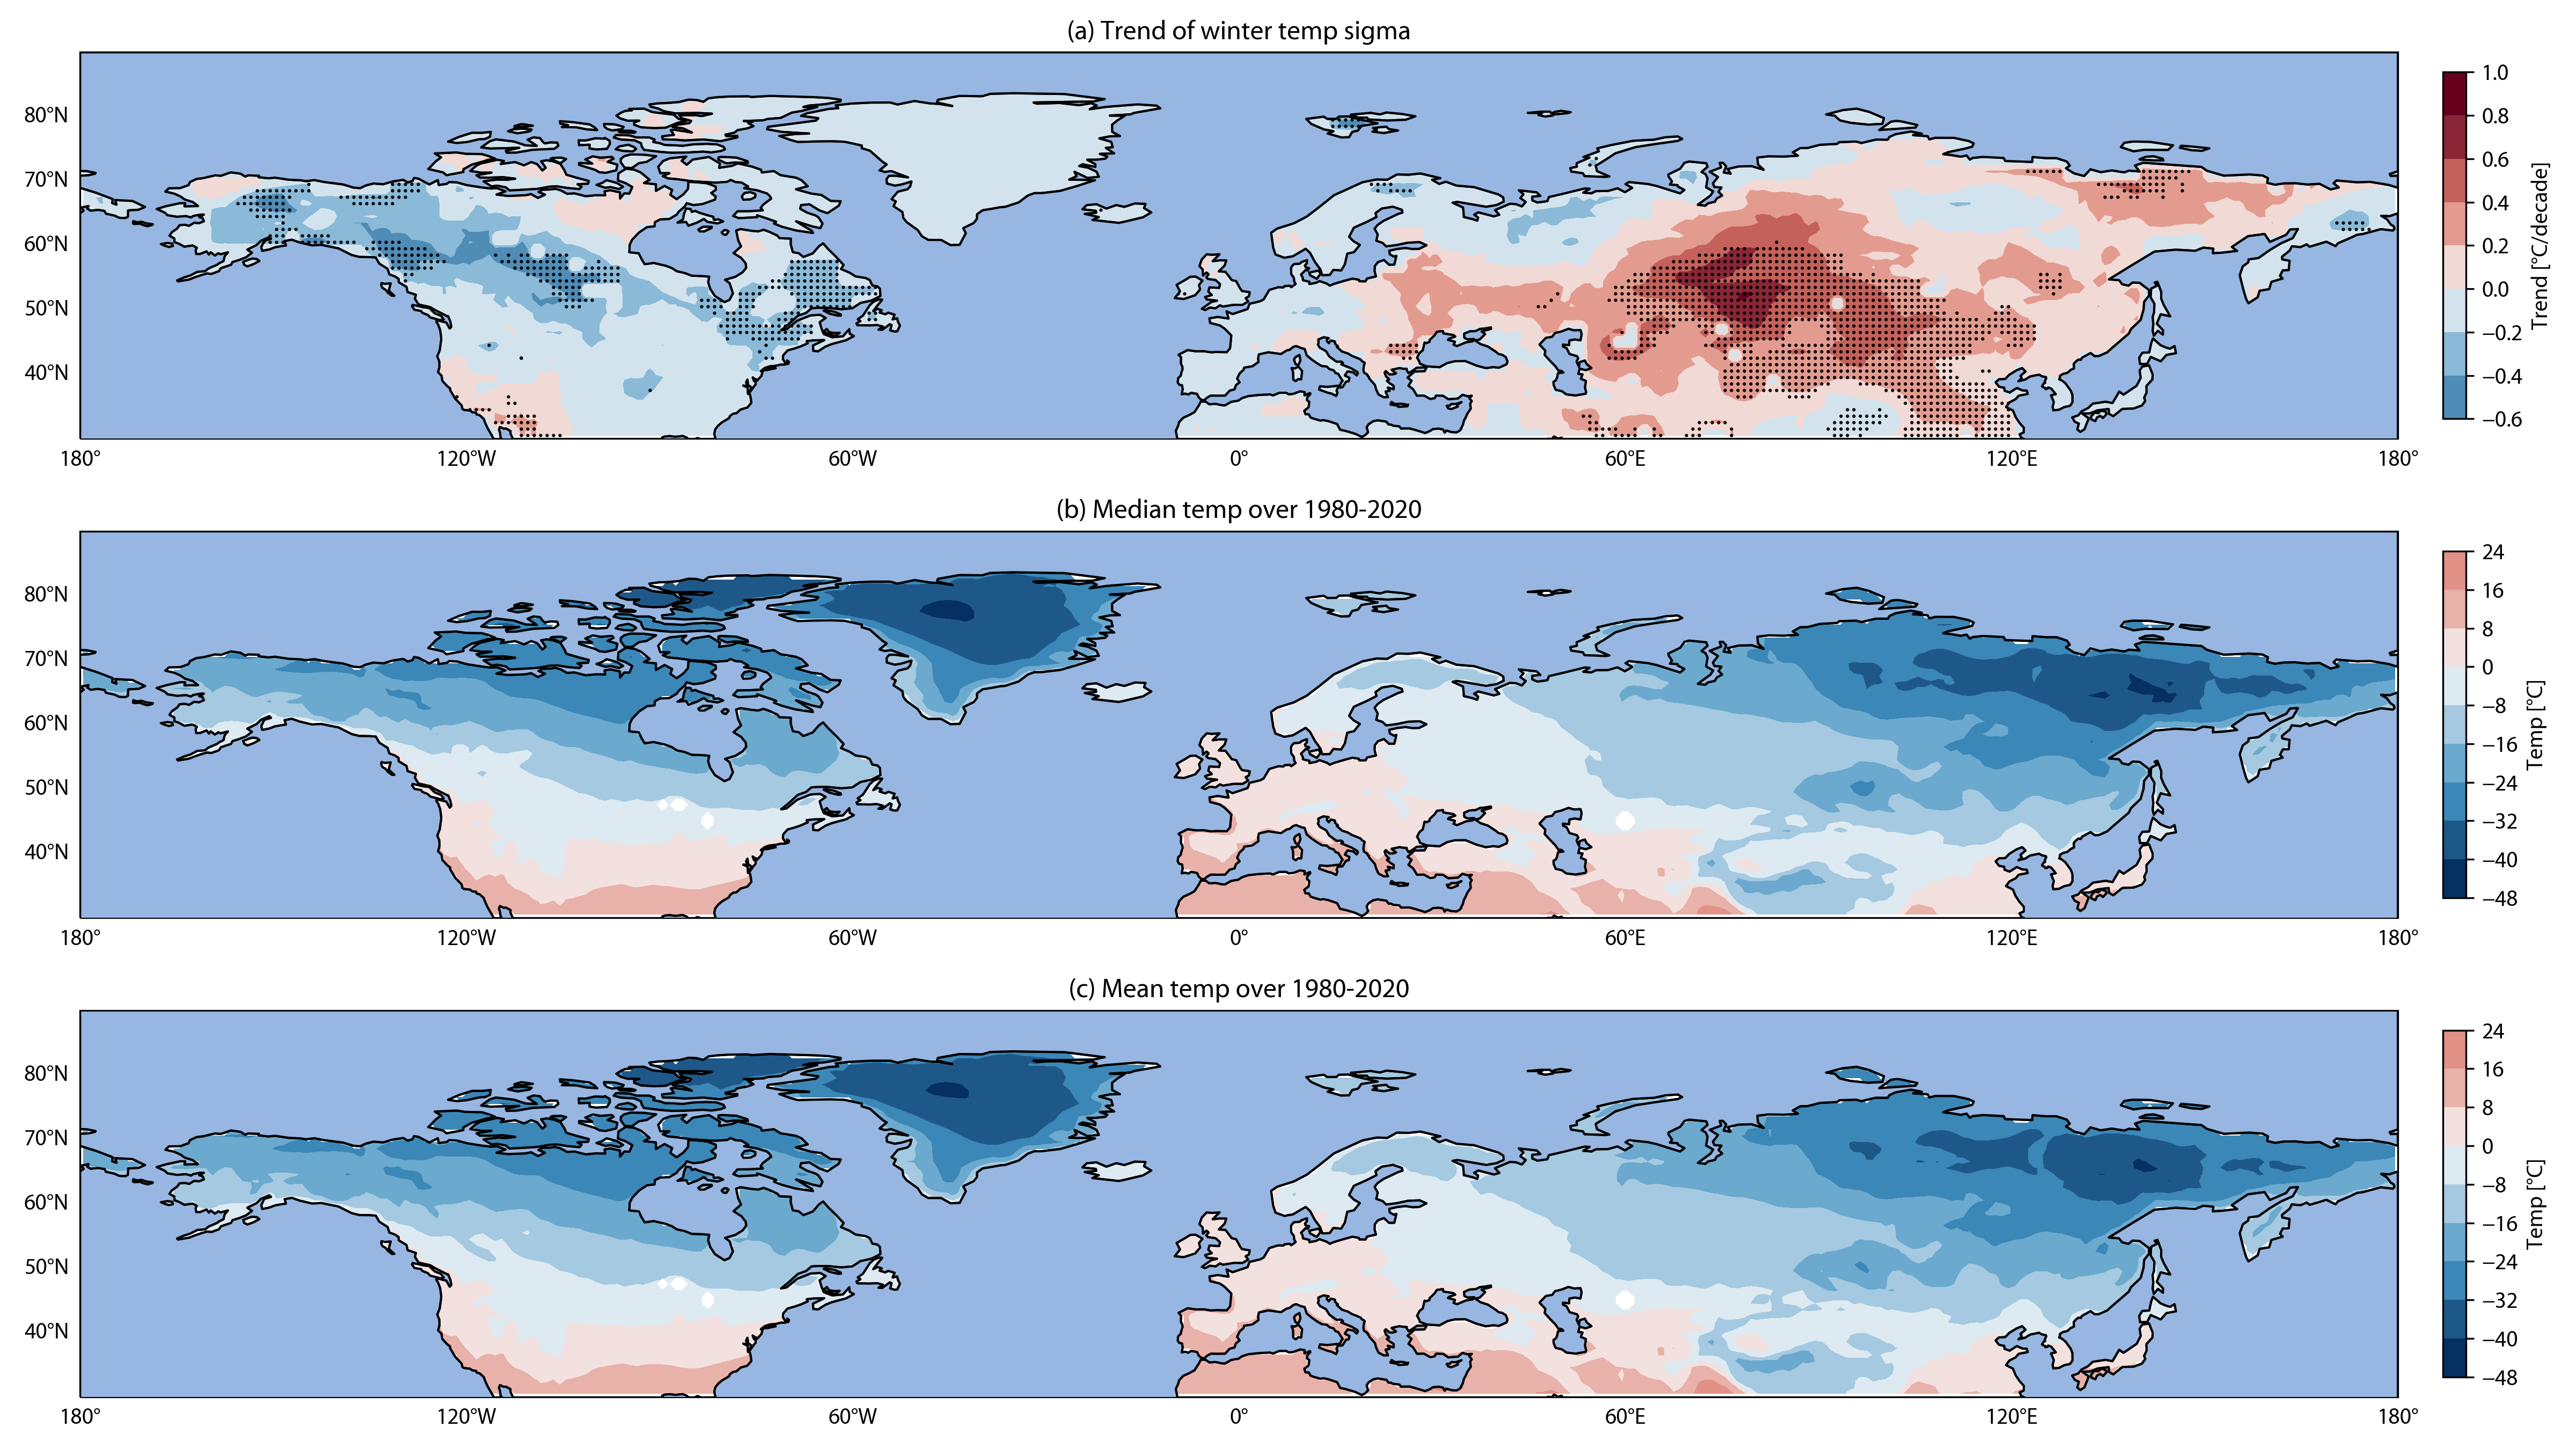 (a) Trend of winter temp sigma
80°N
70°N
60°N
50°N
40°N
180°
120°W
60°W
0°
60°E
120°E
180°
1.0
0.8
0.6
0.4
0.2
0.0
−0.2
−0.4
−0.6
Trend [°C/decade]
(b) Median temp over 1980-2020
80°N
70°N
60°N
50°N
40°N
180°
120°W
60°W
0°
60°E
120°E
180°
24
16
8
0
−8
−16
−24
−32
−40
−48
Temp [°C]
(c) Mean temp over 1980-2020
80°N
70°N
60°N
50°N
40°N
180°
120°W
60°W
0°
60°E
120°E
180°
24
16
8
0
−8
−16
−24
−32
−40
−48
Temp [°C]